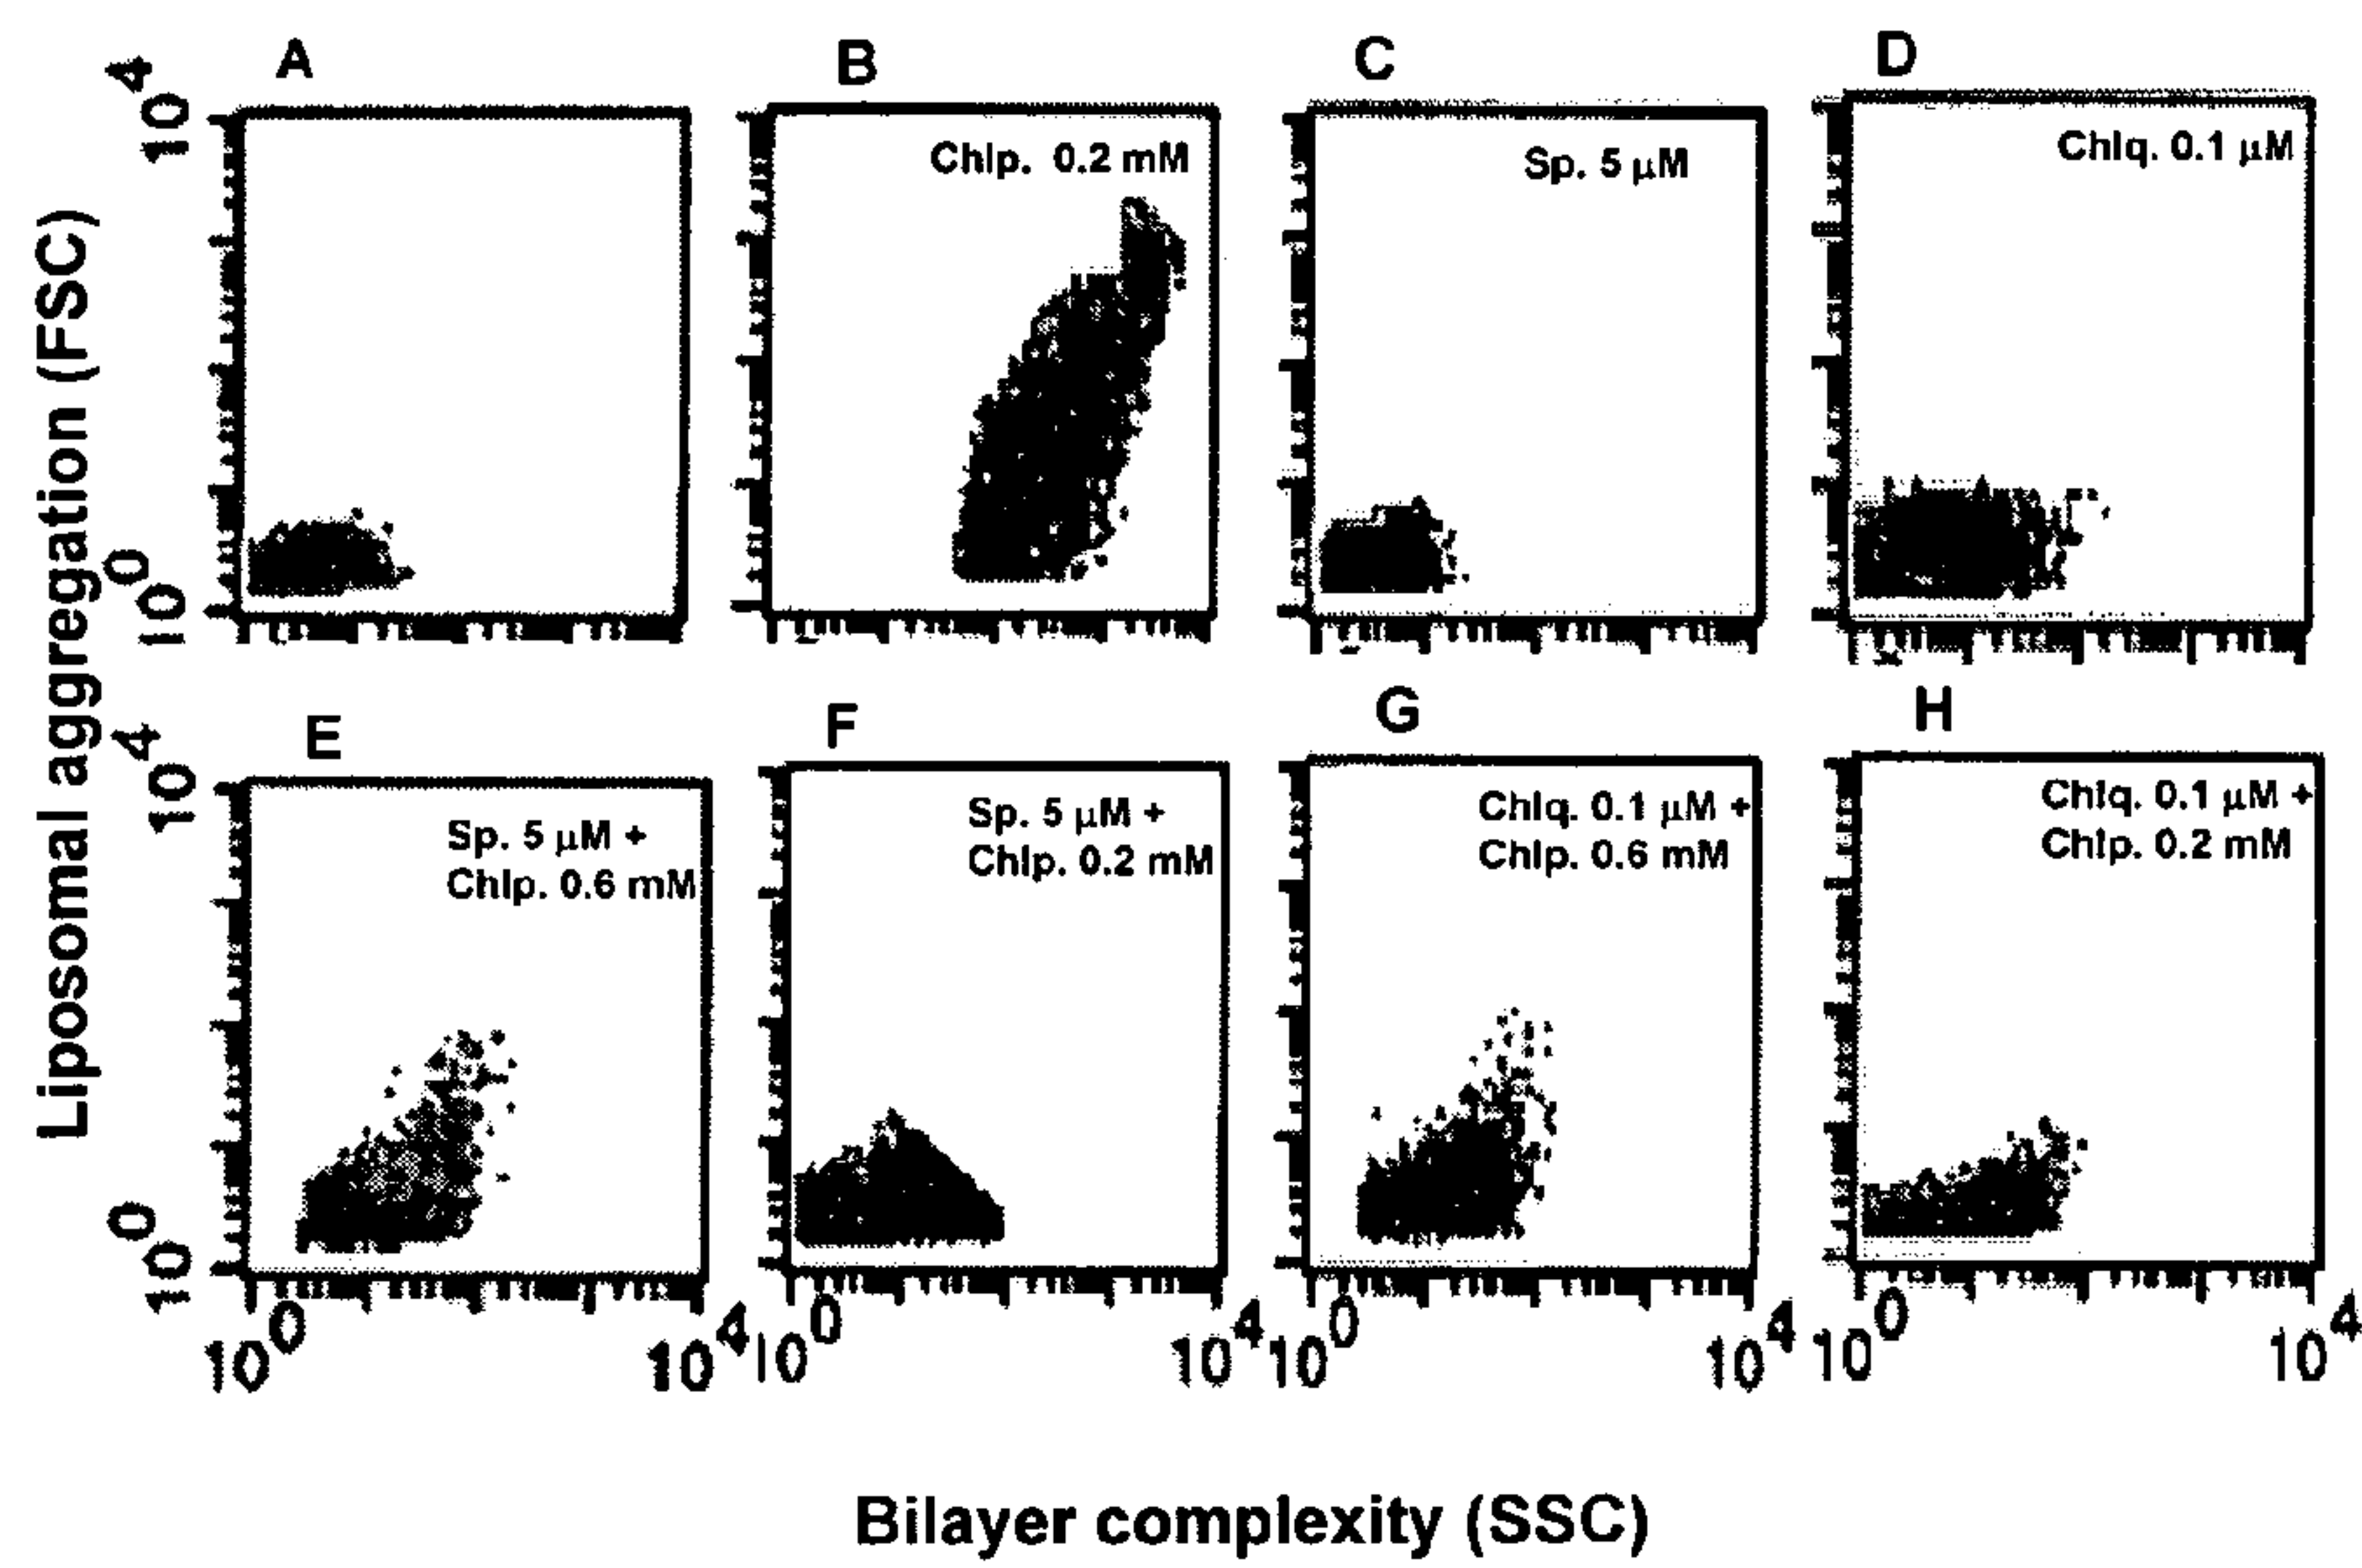 A
B
C
D
10^4
Chlp. 0.2 mM
Sp. 5 μM
Chlq. 0.1 μM
10^0
Liposomal aggregation (FSC)
E
F
G
H
10^4
Sp. 5 μM +
Chlp. 0.6 mM
Sp. 5 μM +
Chlp. 0.2 mM
Chlq. 0.1 μM +
Chlp. 0.6 mM
Chlq. 0.1 μM +
Chlp. 0.2 mM
10^0
10^0 10^4 10^0 10^4 10^0 10^4 10^0 10^4
Bilayer complexity (SSC)